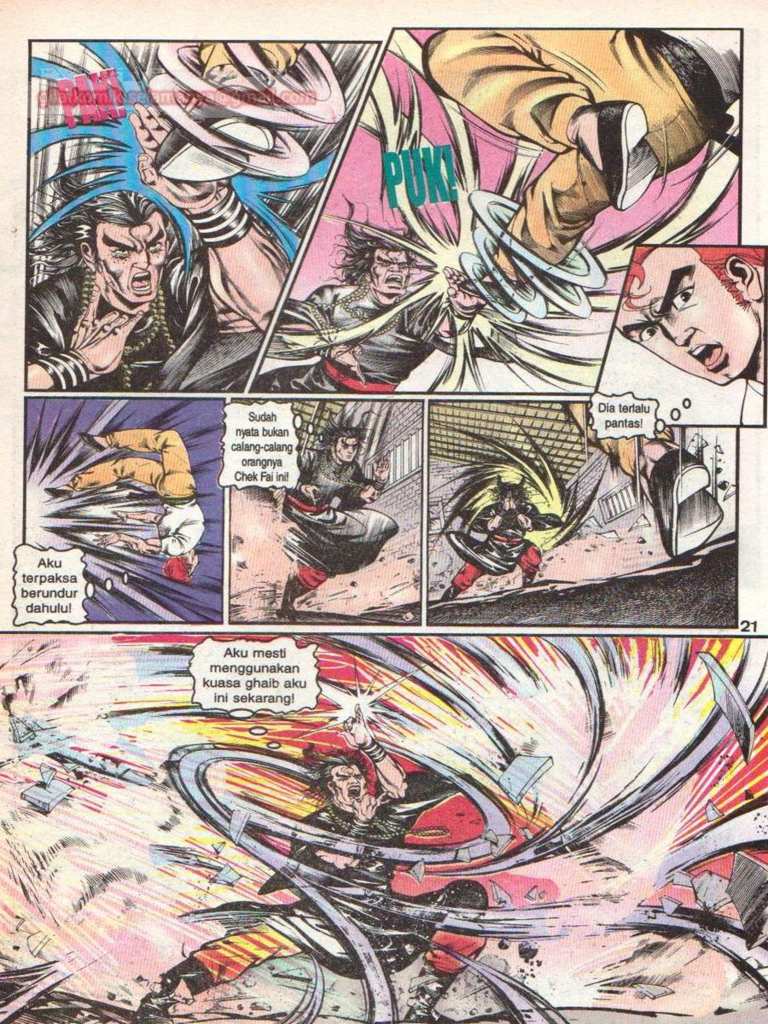 PAK!
PUK!
Dia terlalu
pantas!
Aku
terpaksa
berundur
dahulu!
Sudah
nyata bukan
calang-calang
orangnya
Chek Fai ini!
21
Aku mesti
menggunakan
kuasa ghaib aku
ini sekarang!